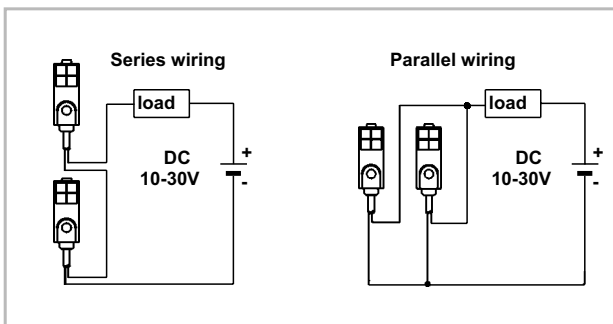 Series wiring
load
DC
10-30V
+
-
Parallel wiring
load
DC
10-30V
+
-